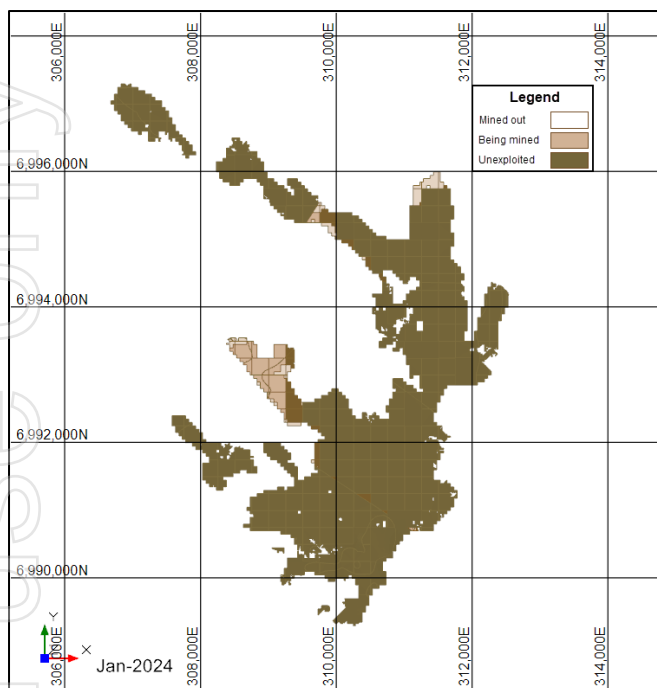 306,000E
308,000E
310,000E
312,000E
314,000E
Legend
Mined out
Being mined
Unexploited
6,996,000N
6,994,000N
6,992,000N
6,990,000N
Y
X
Jan-2024
306,000E
308,000E
310,000E
312,000E
314,000E
use only